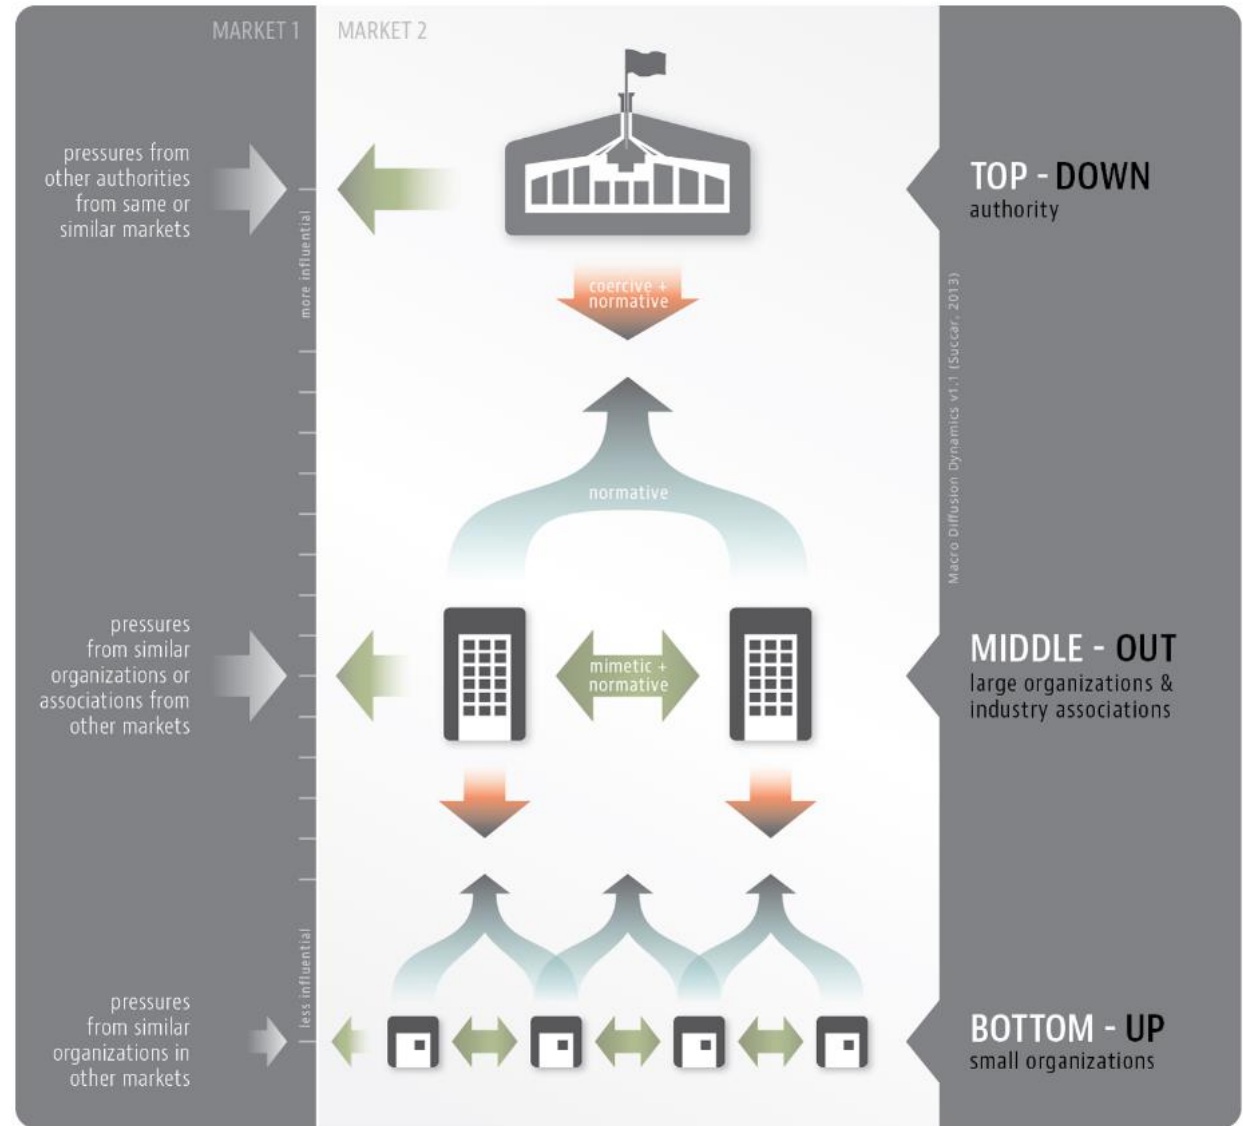 MARKET 1
MARKET 2
pressures from
other authorities
from same or
similar markets
more influential
coercive +
normative
TOP - DOWN
authority
Macro Diffusion Dynamics v1.1 (Succar, 2013)
normative
pressures
from similar
organizations or
associations from
other markets
mimetic +
normative
MIDDLE - OUT
large organizations &
industry associations
less influential
pressures
from similar
organizations in
other markets
BOTTOM - UP
small organizations